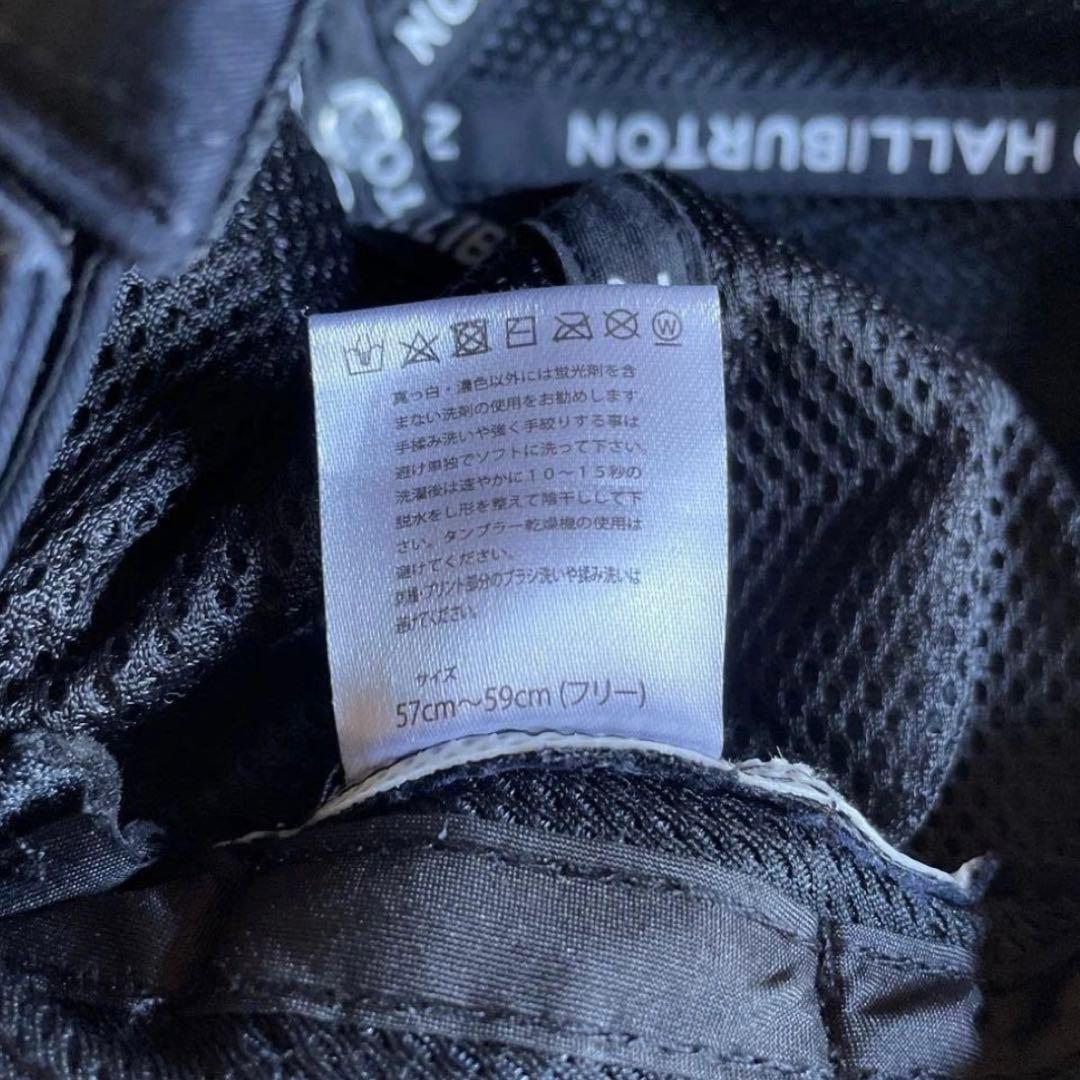 TON
N
TO
HALLIBURTON
W
真っ白・濃色以外には蛍光剤を含
まない洗剤の使用をお勧めします
手揉み洗いや強く手絞りする事は
避け単独でソフトに洗って下さい。
洗濯後は速やかに10～15秒の
脱水をし形を整えて陰干しして下
さい。タンブラー乾燥機の使用は
避けてください。
・プリント部分のブラシ洗いや揉み洗いは
避けてください。
サイズ
57cm～59cm (フリー)